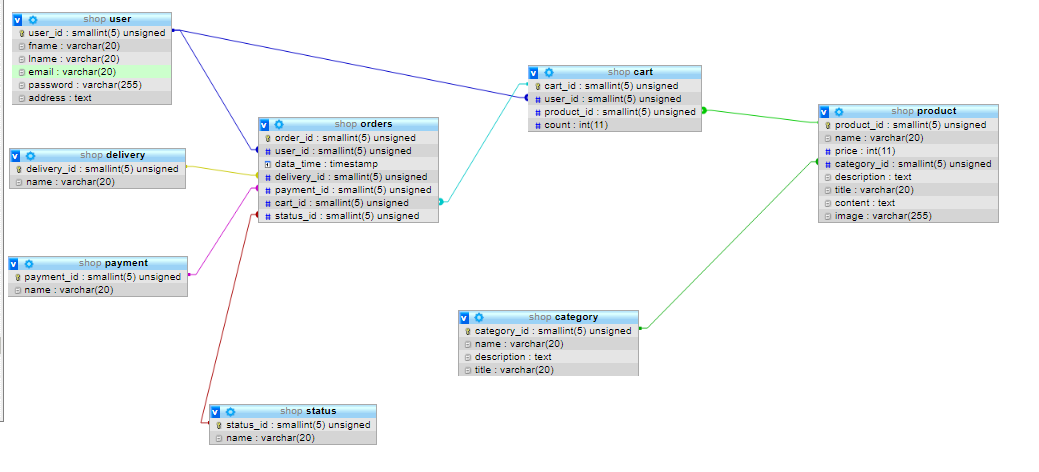 shop user
user_id : smallint(5) unsigned
fname : varchar(20)
lname : varchar(20)
email : varchar(20)
password : varchar(255)
address : text
shop delivery
delivery_id : smallint(5) unsigned
name : varchar(20)
shop payment
payment_id : smallint(5) unsigned
name : varchar(20)
shop orders
order_id : smallint(5) unsigned
user_id : smallint(5) unsigned
data_time : timestamp
delivery_id : smallint(5) unsigned
payment_id : smallint(5) unsigned
cart_id : smallint(5) unsigned
status_id : smallint(5) unsigned
shop status
status_id : smallint(5) unsigned
name : varchar(20)
shop cart
cart_id : smallint(5) unsigned
user_id : smallint(5) unsigned
product_id : smallint(5) unsigned
count : int(11)
shop category
category_id : smallint(5) unsigned
name : varchar(20)
description : text
title : varchar(20)
shop product
product_id : smallint(5) unsigned
name : varchar(20)
price : int(11)
category_id : smallint(5) unsigned
description : text
title : varchar(20)
content : text
image : varchar(255)